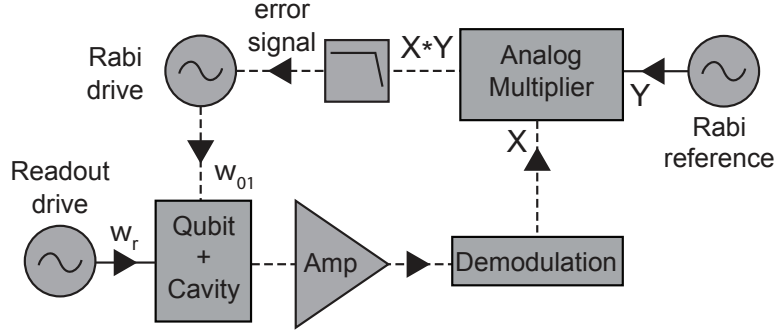 error
signal
Rabi
drive
X*Y
Analog
Multiplier
Y
Rabi
reference
X
w₀₁
Readout
drive
wᵣ
Qubit
+
Cavity
Amp
Demodulation